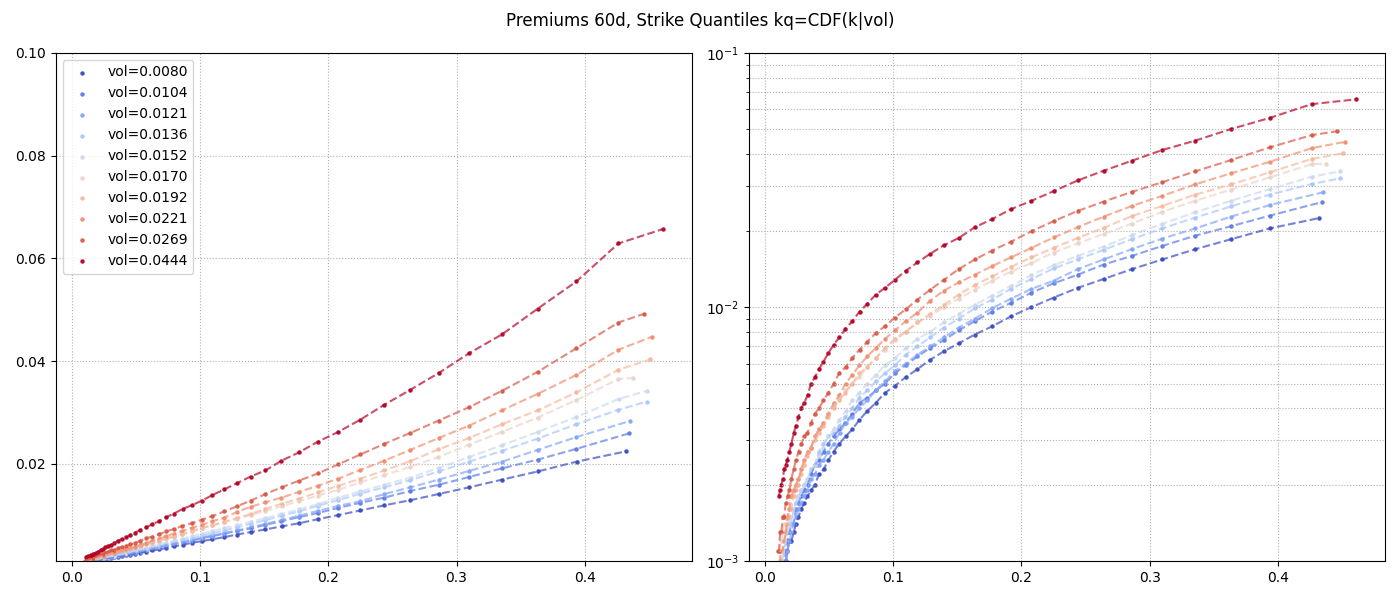 Premiums 60d, Strike Quantiles kq=CDF(k|vol)
0.10
0.08
0.06
0.04
0.02
0.0
0.1
0.2
0.3
0.4
vol=0.0080
vol=0.0104
vol=0.0121
vol=0.0136
vol=0.0152
vol=0.0170
vol=0.0192
vol=0.0221
vol=0.0269
vol=0.0444
10⁻¹
10⁻²
10⁻³
0.0
0.1
0.2
0.3
0.4